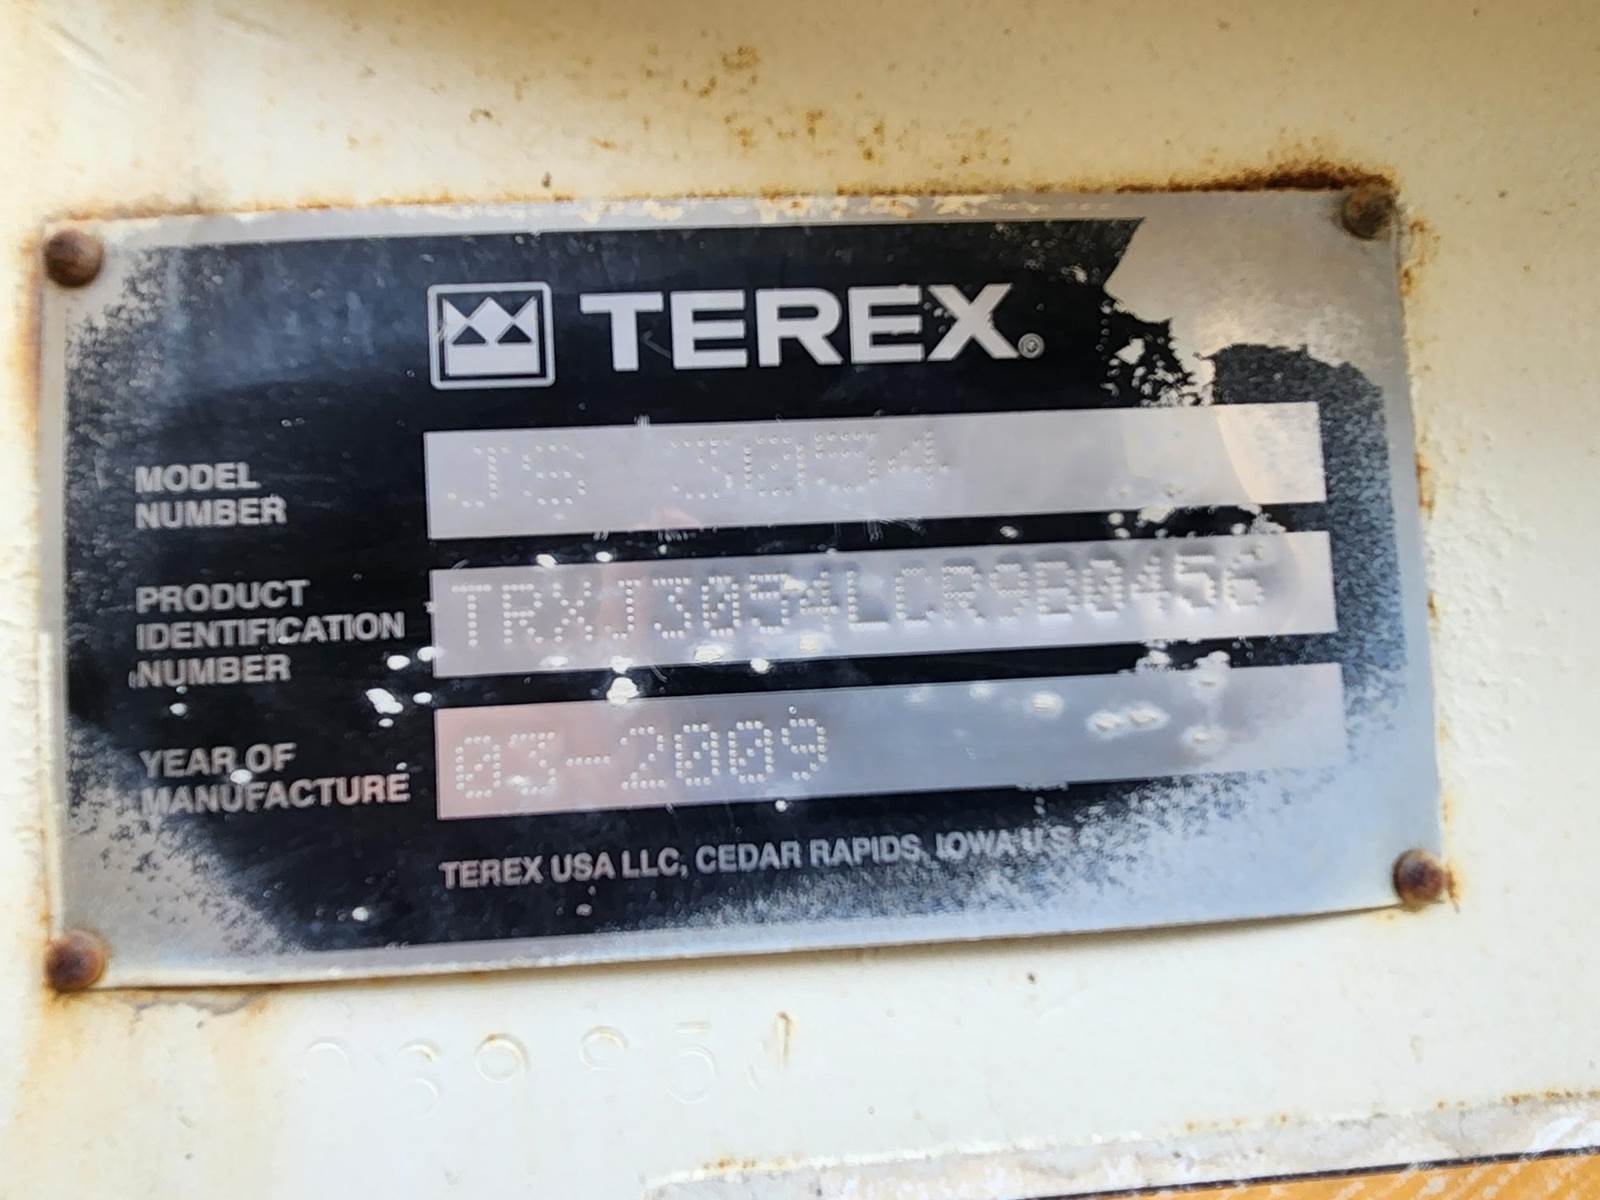 TEREX®
MODEL
NUMBER
JS 3054
PRODUCT
IDENTIFICATION
NUMBER
TRXJ3054LCR9B0456
YEAR OF
MANUFACTURE
03-2009
TEREX USA LLC, CEDAR RAPIDS, IOWA U.S.